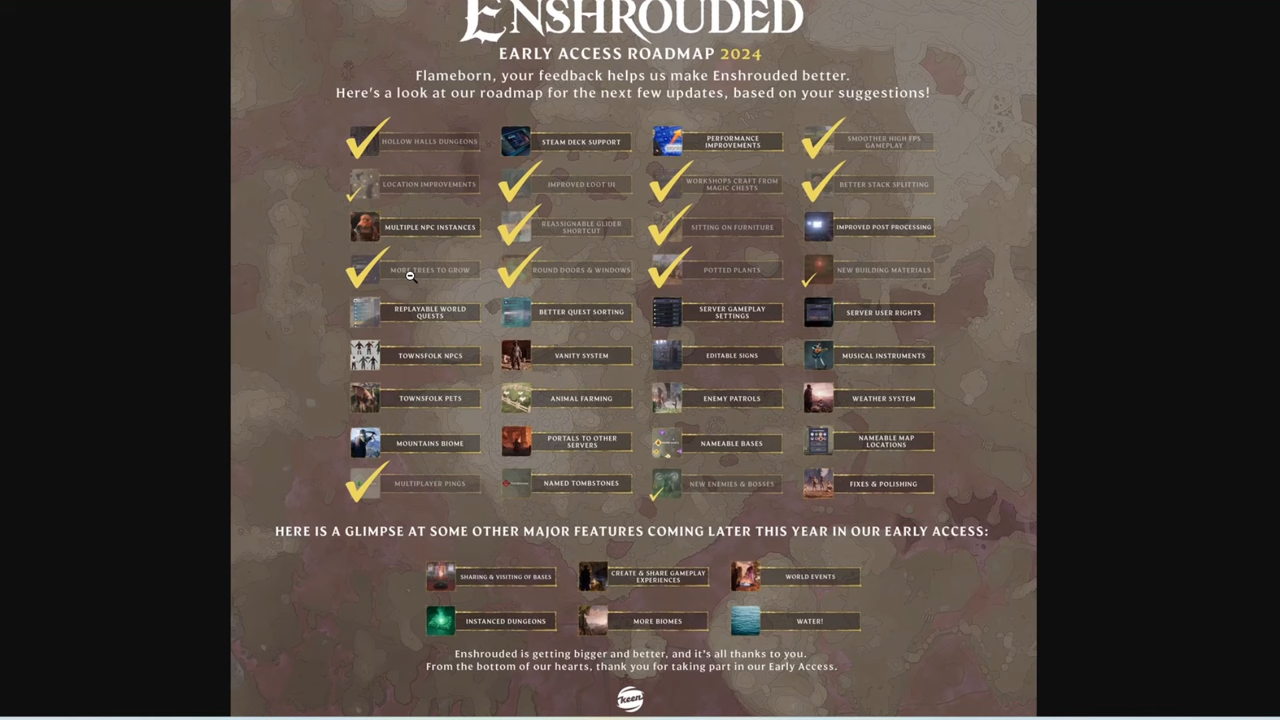 ENSHROUDED
EARLY ACCESS ROADMAP 2024
Flameborn, your feedback helps us make Enshrouded better.
Here's a look at our roadmap for the next few updates, based on your suggestions!
HOLLOW HALLS DUNGEONS
STEAM DECK SUPPORT
PERFORMANCE
IMPROVEMENTS
SMOOTHER HIGH FPS
GAMEPLAY
LOCATION IMPROVEMENTS
IMPROVED LOOT UI
WORKSHOPS CRAFT FROM
MAGIC CHESTS
BETTER STACK SPLITTING
MULTIPLE NPC INSTANCES
REASSIGNABLE GLIDER
SHORTCUT
SITTING ON FURNITURE
IMPROVED POST PROCESSING
MORE TREES TO GROW
ROUND DOORS & WINDOWS
POTTED PLANTS
NEW BUILDING MATERIALS
REPLAYABLE WORLD
QUESTS
BETTER QUEST SORTING
SERVER GAMEPLAY
SETTINGS
SERVER USER RIGHTS
TOWNSFOLK NPCS
VANITY SYSTEM
EDITABLE SIGNS
MUSICAL INSTRUMENTS
TOWNSFOLK PETS
ANIMAL FARMING
ENEMY PATROLS
WEATHER SYSTEM
MOUNTAINS BIOME
PORTALS TO OTHER
SERVERS
NAMEABLE BASES
NAMEABLE MAP
LOCATIONS
MULTIPLAYER PINGS
NAMED TOMBSTONES
NEW ENEMIES & BOSSES
FIXES & POLISHING
HERE IS A GLIMPSE AT SOME OTHER MAJOR FEATURES COMING LATER THIS YEAR IN OUR EARLY ACCESS:
SHARING & VISITING OF BASES
CREATE & SHARE GAMEPLAY
EXPERIENCES
WORLD EVENTS
INSTANCED DUNGEONS
MORE BIOMES
WATER!
Enshrouded is getting bigger and better, and it's all thanks to you.
From the bottom of our hearts, thank you for taking part in our Early Access.
keen